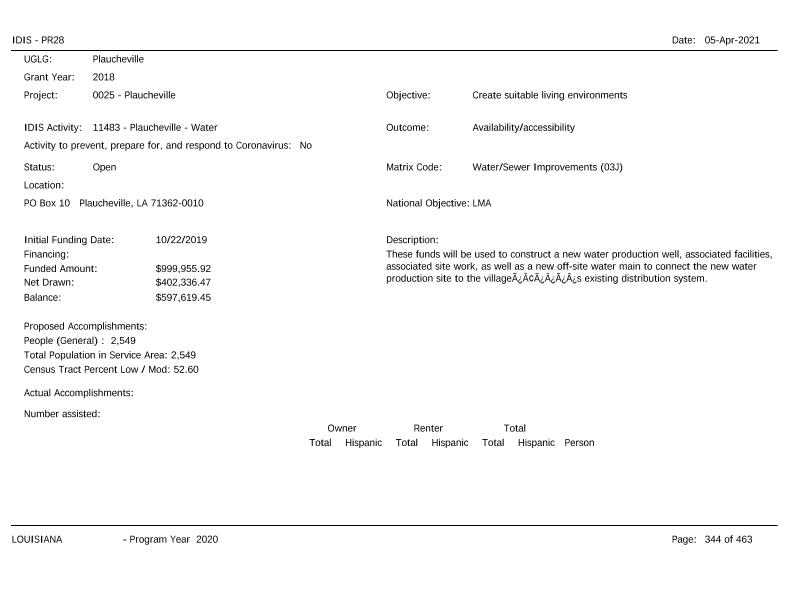 IDIS - PR28 Date: 05-Apr-2021
UGLG: Plaucheville
Grant Year: 2018
Project: 0025 - Plaucheville Objective: Create suitable living environments
IDIS Activity: 11483 - Plaucheville - Water Outcome: Availability/accessibility
Activity to prevent, prepare for, and respond to Coronavirus: No
Status: Open Matrix Code: Water/Sewer Improvements (03J)
Location:
PO Box 10 Plaucheville, LA 71362-0010 National Objective: LMA
Initial Funding Date: 10/22/2019 Description:
Financing: These funds will be used to construct a new water production well, associated facilities,
Funded Amount: $999,955.92 associated site work, as well as a new off-site water main to connect the new water
Net Drawn: $402,336.47 production site to the villageÃ¿Â¢Ã¿Â¿Â¿s existing distribution system.
Balance: $597,619.45
Proposed Accomplishments:
People (General) : 2,549
Total Population in Service Area: 2,549
Census Tract Percent Low / Mod: 52.60
Actual Accomplishments:
Number assisted:
Owner Renter Total
Total Hispanic Total Hispanic Total Hispanic Person
LOUISIANA - Program Year 2020 Page: 344 of 463